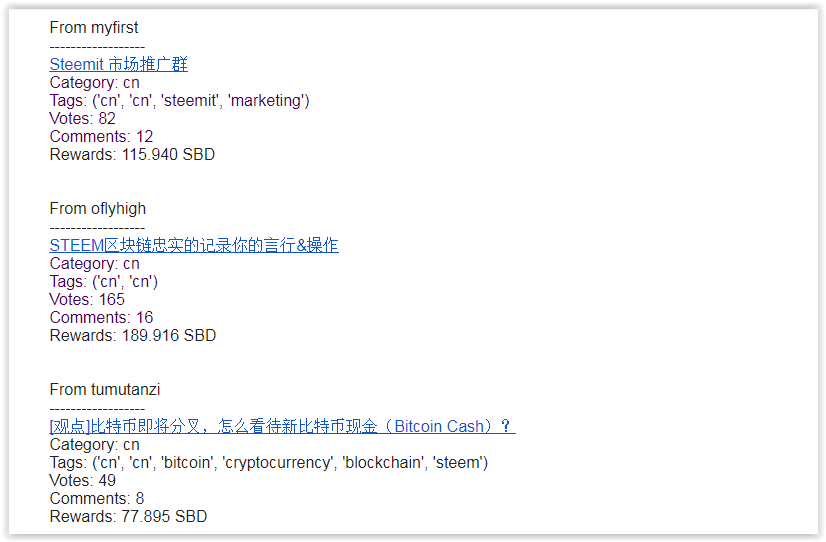 From myfirst
------------------
Steemit 市场推广群
Category: cn
Tags: ('cn', 'cn', 'steemit', 'marketing')
Votes: 82
Comments: 12
Rewards: 115.940 SBD
From oflyhigh
------------------
STEEM区块链忠实的记录你的言行&操作
Category: cn
Tags: ('cn', 'cn')
Votes: 165
Comments: 16
Rewards: 189.916 SBD
From tumutanzi
------------------
[观点]比特币即将分叉，怎么看待新比特币现金（Bitcoin Cash）？
Category: cn
Tags: ('cn', 'cn', 'bitcoin', 'cryptocurrency', 'blockchain', 'steem')
Votes: 49
Comments: 8
Rewards: 77.895 SBD